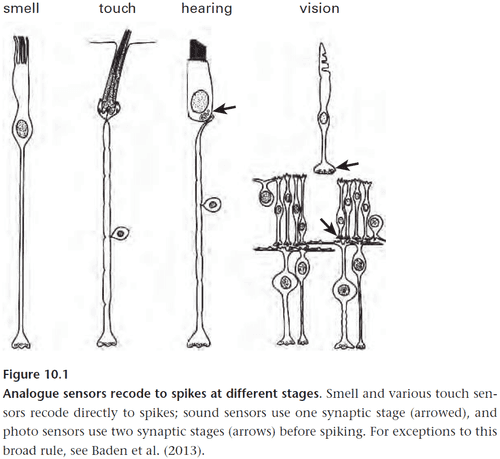 smell touch hearing vision
Figure 10.1
Analogue sensors recode to spikes at different stages. Smell and various touch sen-
sors recode directly to spikes; sound sensors use one synaptic stage (arrowed), and
photo sensors use two synaptic stages (arrows) before spiking. For exceptions to this
broad rule, see Baden et al. (2013).